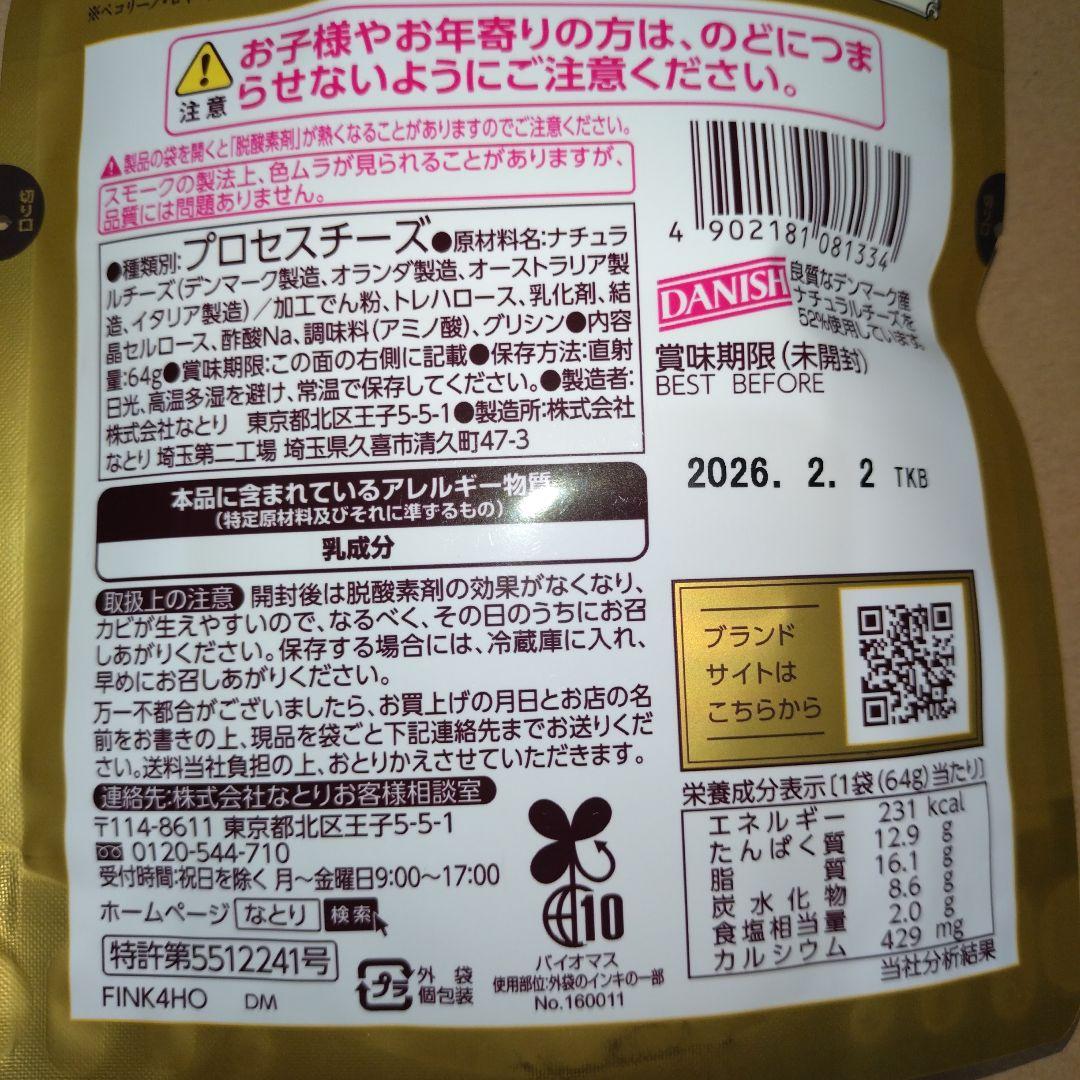 お子様やお年寄りの方は、のどにつま
らせないようにご注意ください。
注意
製品の袋を開くと「脱酸素剤」が熱くなることがありますのでご注意ください。
スモークの製法上、色ムラが見られることがありますが、
品質には問題ありません。
切り口
●種類別:プロセスチーズ●原材料名:ナチュラ
ルチーズ(デンマーク製造、オランダ製造、オーストラリア製
造、イタリア製造)/加工でん粉、トレハロース、乳化剤、結
晶セルロース、酢酸Na、調味料(アミノ酸)、グリシン●内容
量:64g●賞味期限:この面の右側に記載●保存方法:直射
日光、高温多湿を避け、常温で保存してください。●製造者:
株式会社なとり 東京都北区王子5-5-1●製造所:株式会社
なとり 埼玉第二工場 埼玉県久喜市清久町47-3
本品に含まれているアレルギー物質
(特定原材料及びそれに準ずるもの)
乳成分
取扱上の注意 開封後は脱酸素剤の効果がなくなり、
カビが生えやすいので、なるべく、その日のうちにお召
しあがりください。保存する場合には、冷蔵庫に入れ、
早めにお召しあがりください。
万一不都合がございましたら、お買上げの月日とお店の名
前をお書きの上、現品を袋ごと下記連絡先までお送りくだ
さい。送料当社負担の上、おとりかえさせていただきます。
連絡先:株式会社なとりお客様相談室
〒114-8611 東京都北区王子5-5-1
0120-544-710
受付時間:祝日を除く 月～金曜日9:00～17:00
ホームページ なとり 検索
特許第5512241号
FINK4HO DM
プラ
外 袋
個包装
10
バイオマス
使用部位:外袋のインキの一部
No.160011
4 902181 081334
DANISH
良質なデンマーク産
ナチュラルチーズを
52%使用しています。
賞味期限(未開封)
BEST BEFORE
2026. 2. 2 TKB
ブランド
サイトは
こちらから
栄養成分表示〔1袋(64g)当たり〕
エネルギー 231 kcal
たんぱく質 12.9 g
脂質 16.1 g
炭水化物 8.6 g
食塩相当量 2.0 g
カルシウム 429 mg
当社分析結果